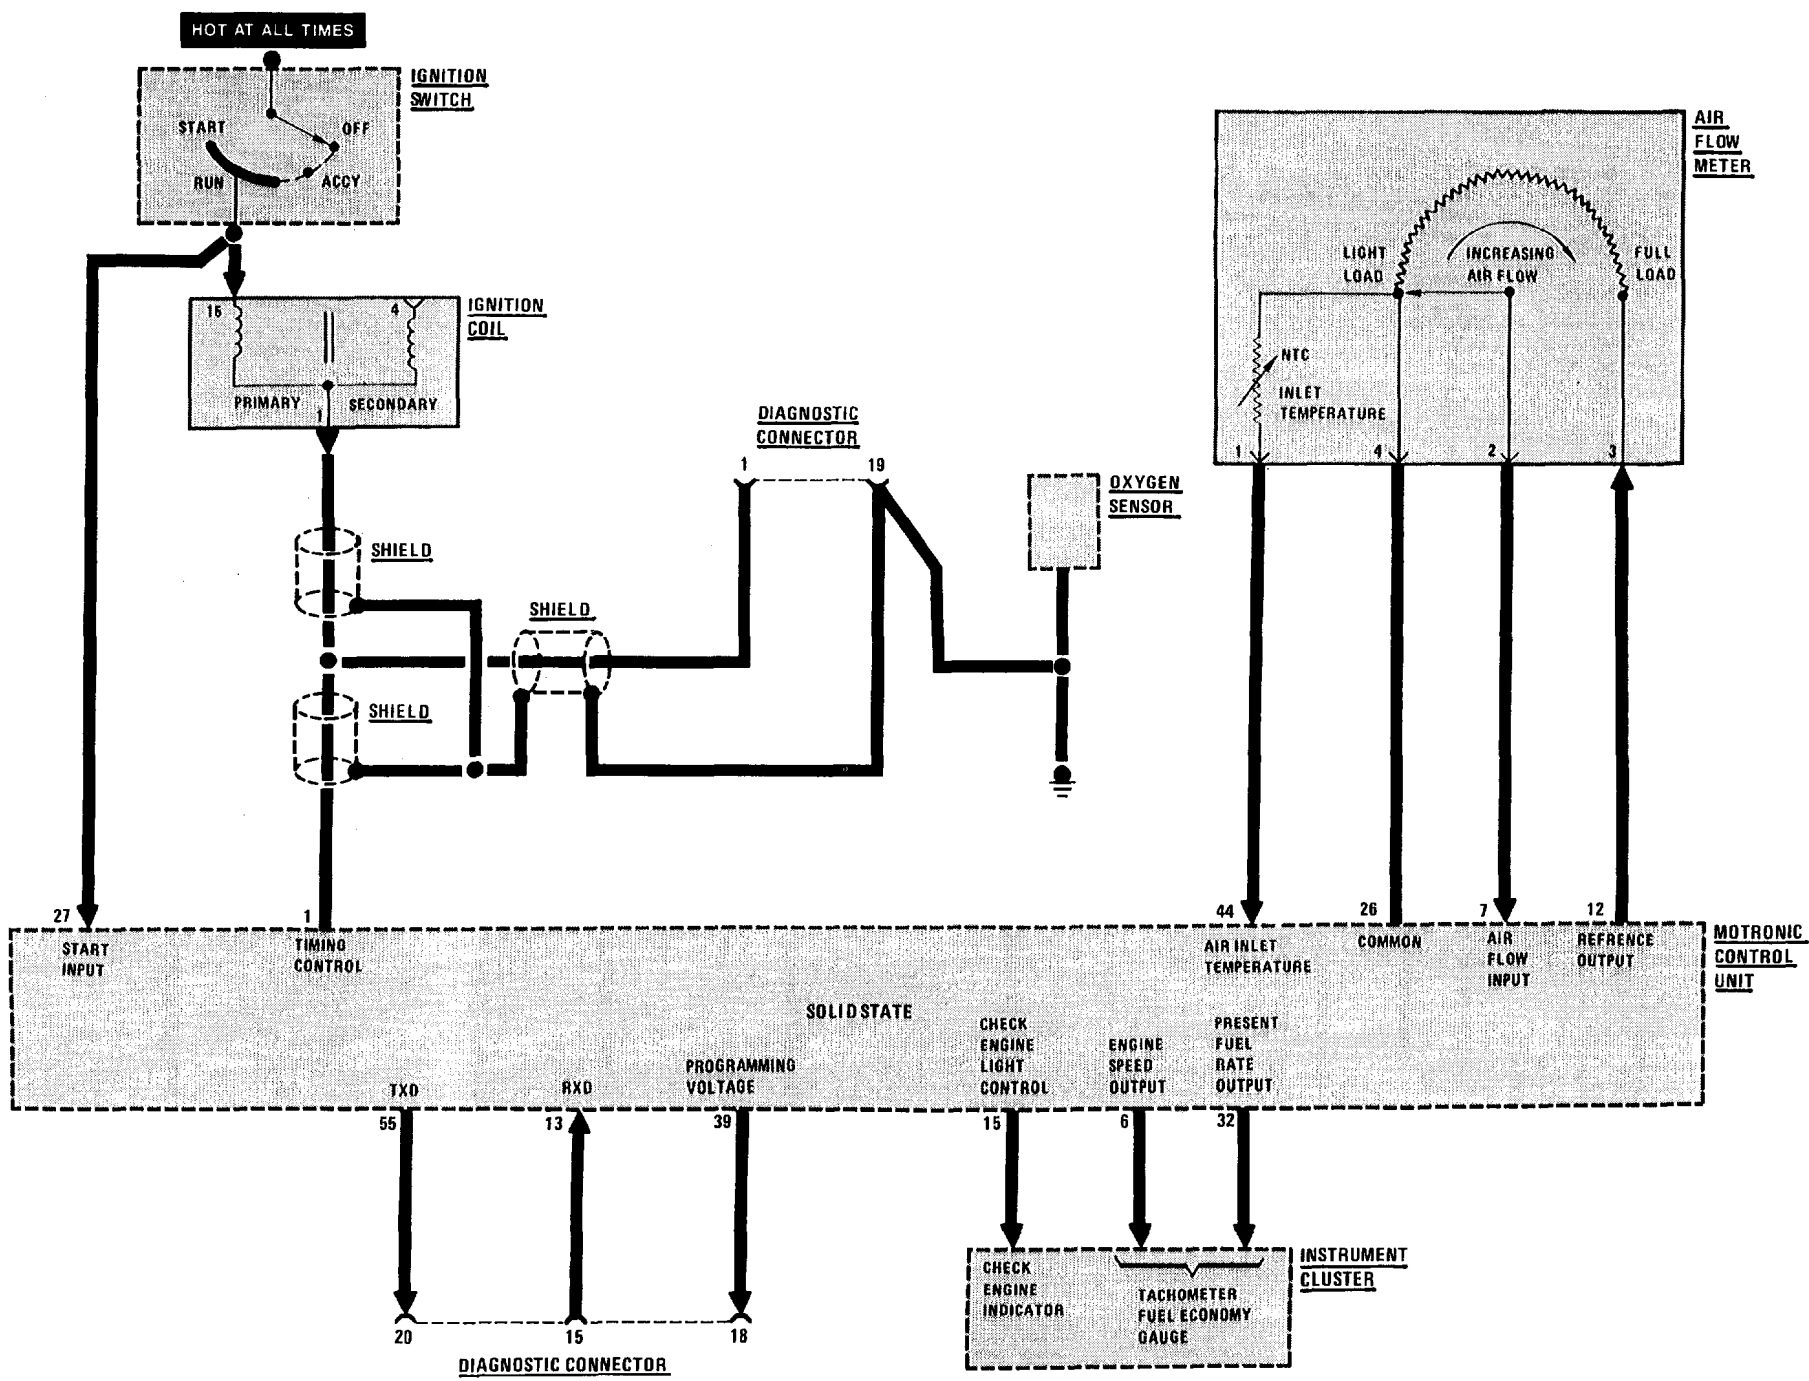 HOT AT ALL TIMES
IGNITION
SWITCH
START
OFF
RUN
ACCY
16
4
IGNITION
COIL
PRIMARY
SECONDARY
1
AIR
FLOW
METER
LIGHT
LOAD
INCREASING
AIR FLOW
FULL
LOAD
NTC
INLET
TEMPERATURE
1
4
2
3
DIAGNOSTIC
CONNECTOR
1
19
OXYGEN
SENSOR
SHIELD
SHIELD
SHIELD
27
1
44
26
7
12
START
INPUT
TIMING
CONTROL
AIR INLET
TEMPERATURE
COMMON
AIR
FLOW
INPUT
REFRENCE
OUTPUT
MOTRONIC
CONTROL
UNIT
SOLID STATE
TXD
RXD
PROGRAMMING
VOLTAGE
CHECK
ENGINE
LIGHT
CONTROL
ENGINE
SPEED
OUTPUT
PRESENT
FUEL
RATE
OUTPUT
55
13
39
15
6
32
20
15
18
DIAGNOSTIC CONNECTOR
CHECK
ENGINE
INDICATOR
TACHOMETER
FUEL ECONOMY
GAUGE
INSTRUMENT
CLUSTER